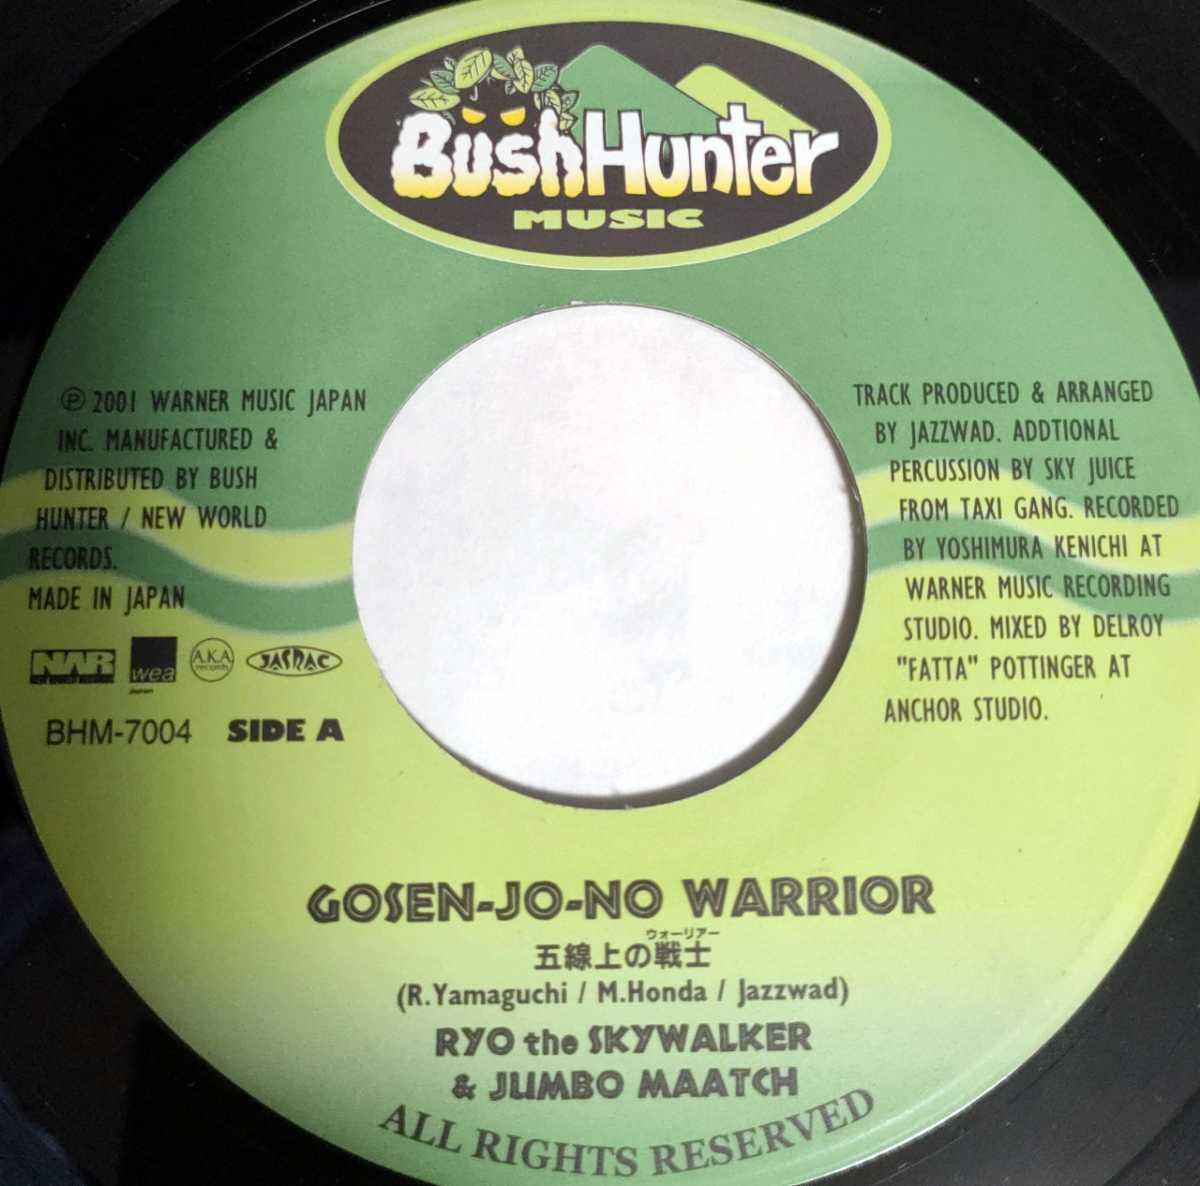 BushHunter
MUSIC
Ⓟ 2001 WARNER MUSIC JAPAN
INC. MANUFACTURED &
DISTRIBUTED BY BUSH
HUNTER / NEW WORLD
RECORDS.
MADE IN JAPAN
NAR
wea
Japan
A.K.A
records
JASRAC
BHM-7004 SIDE A
TRACK PRODUCED & ARRANGED
BY JAZZWAD. ADDTIONAL
PERCUSSION BY SKY JUICE
FROM TAXI GANG. RECORDED
BY YOSHIMURA KENICHI AT
WARNER MUSIC RECORDING
STUDIO. MIXED BY DELROY
"FATTA" POTTINGER AT
ANCHOR STUDIO.
GOSEN-JO-NO WARRIOR
ウォーリアー
五線上の戦士
(R.Yamaguchi / M.Honda / Jazzwad)
RYO the SKYWALKER
& JUMBO MAATCH
ALL RIGHTS RESERVED